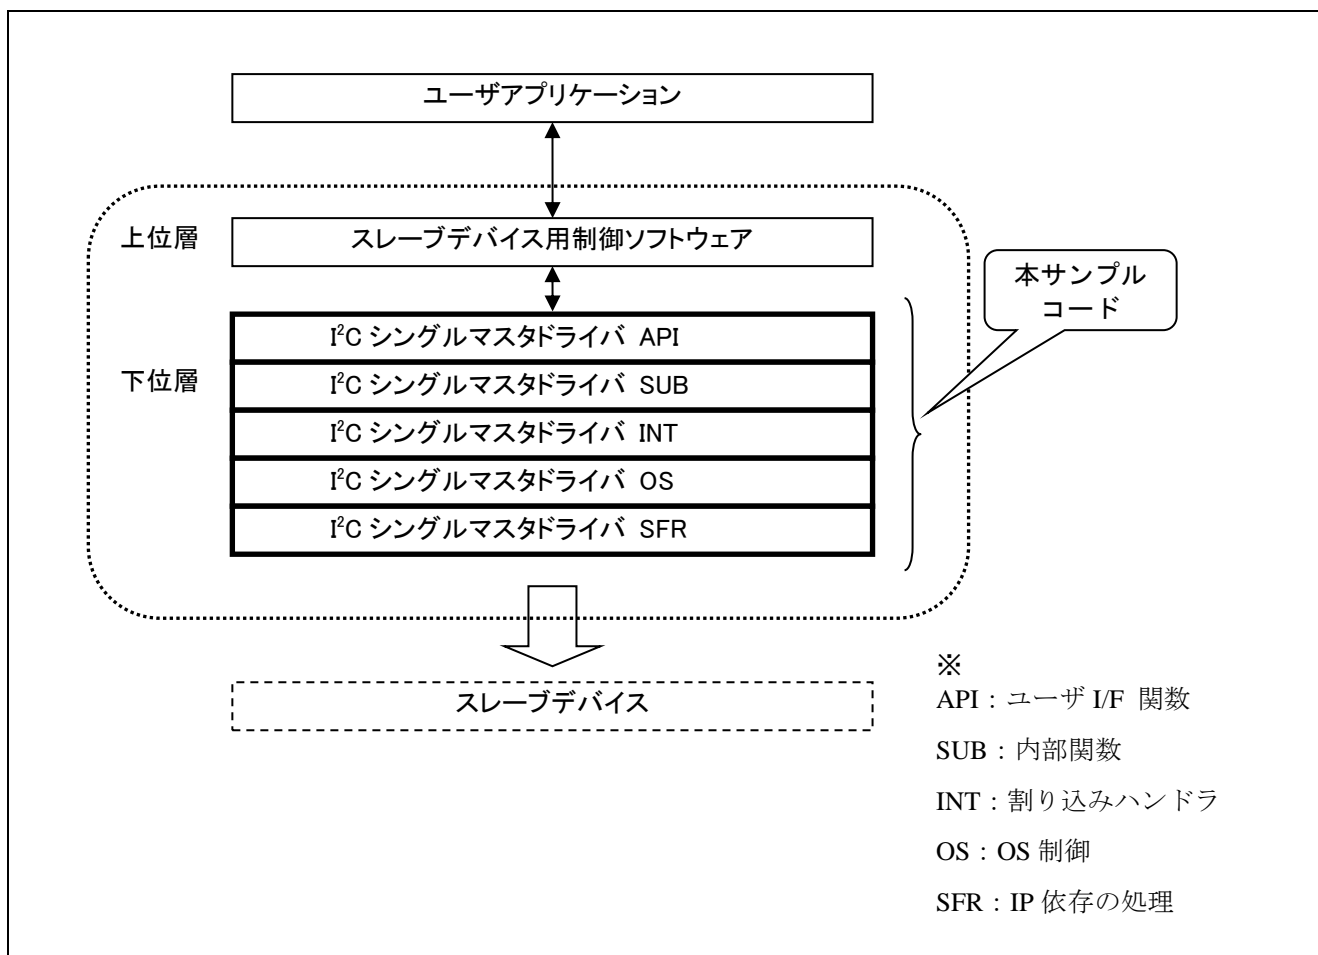 ユーザアプリケーション
上位層
スレーブデバイス用制御ソフトウェア
本サンプル
コード
I²C シングルマスタドライバ API
下位層
I²C シングルマスタドライバ SUB
I²C シングルマスタドライバ INT
I²C シングルマスタドライバ OS
I²C シングルマスタドライバ SFR
スレーブデバイス
※
API：ユーザ I/F 関数
SUB：内部関数
INT：割り込みハンドラ
OS：OS 制御
SFR：IP 依存の処理